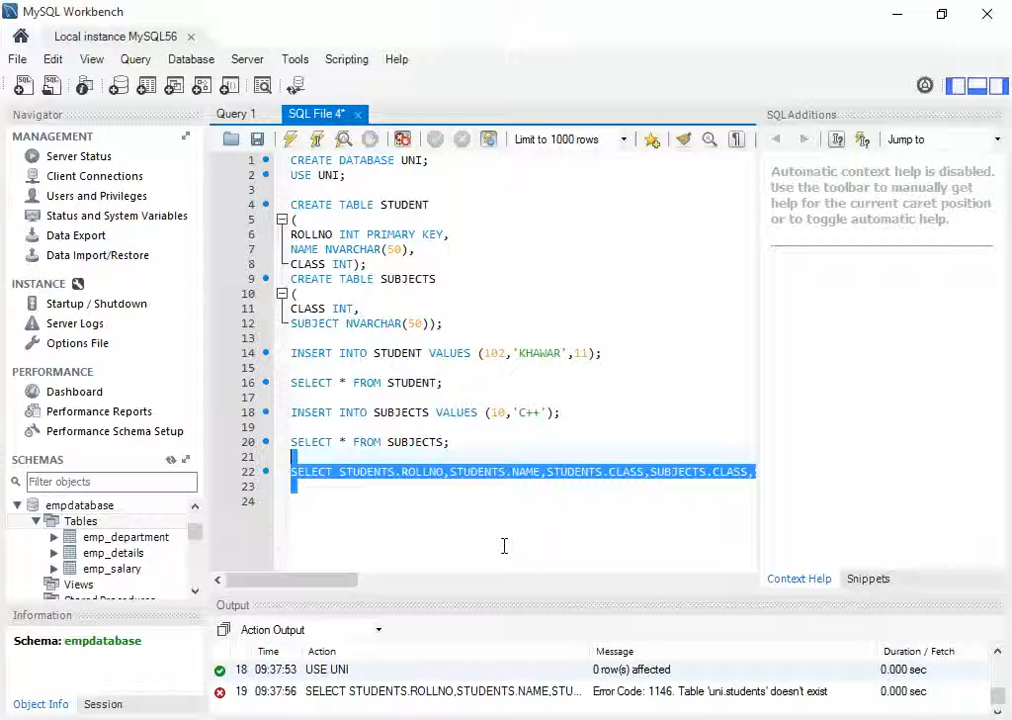 MySQL Workbench
Local instance MySQL56
File Edit View Query Database Server Tools Scripting Help
Navigator
MANAGEMENT
Server Status
Client Connections
Users and Privileges
Status and System Variables
Data Export
Data Import/Restore
INSTANCE
Startup / Shutdown
Server Logs
Options File
PERFORMANCE
Dashboard
Performance Reports
Performance Schema Setup
SCHEMAS
Filter objects
empdatabase
Tables
emp_department
emp_details
emp_salary
Views
Stored Procedures
Information
Schema: empdatabase
Object Info Session
Query 1 SQL File 4*
Limit to 1000 rows
1 CREATE DATABASE UNI;
2 USE UNI;
3
4 CREATE TABLE STUDENT
5 (
6 ROLLNO INT PRIMARY KEY,
7 NAME NVARCHAR(50),
8 CLASS INT);
9 CREATE TABLE SUBJECTS
10 (
11 CLASS INT,
12 SUBJECT NVARCHAR(50));
13
14 INSERT INTO STUDENT VALUES (102,'KHAWAR',11);
15
16 SELECT * FROM STUDENT;
17
18 INSERT INTO SUBJECTS VALUES (10,'C++');
19
20 SELECT * FROM SUBJECTS;
21
22 SELECT STUDENTS.ROLLNO,STUDENTS.NAME,STUDENTS.CLASS,SUBJECTS.CLASS,
23
24
SQL Additions
Jump to
Automatic context help is disabled.
Use the toolbar to manually get
help for the current caret position
or to toggle automatic help.
Context Help Snippets
Output
Action Output
Time Action Message Duration / Fetch
18 09:37:53 USE UNI 0 row(s) affected 0.000 sec
19 09:37:56 SELECT STUDENTS.ROLLNO,STUDENTS.NAME,STU... Error Code: 1146. Table 'uni.students' doesn't exist 0.000 sec